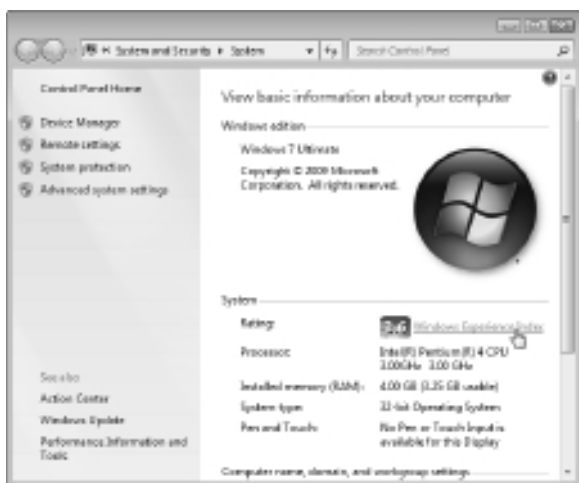 System and Security ▸ System
Search Control Panel
Control Panel Home
Device Manager
Remote settings
System protection
Advanced system settings
See also
Action Center
Windows Update
Performance Information and
Tools
View basic information about your computer
Windows edition
Windows 7 Ultimate
Copyright © 2009 Microsoft
Corporation. All rights reserved.
System
Rating:
Windows Experience Index
Processor:
Intel(R) Pentium(R) 4 CPU
3.00GHz 3.00 GHz
Installed memory (RAM):
4.00 GB (3.25 GB usable)
System type:
32-bit Operating System
Pen and Touch:
No Pen or Touch Input is
available for this Display
Computer name, domain, and workgroup settings